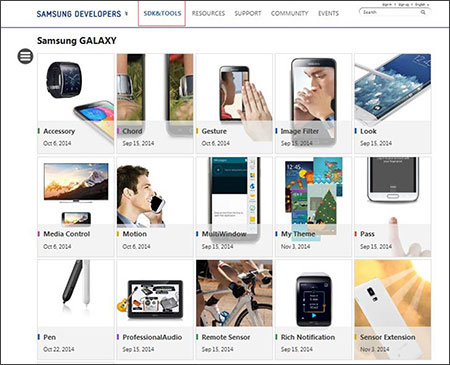 Sign In | Sign Up | English
SAMSUNG DEVELOPERS
SDK&TOOLS
RESOURCES
SUPPORT
COMMUNITY
EVENTS
Search
Samsung GALAXY
Accessory
Oct 6, 2014
Chord
Sep 15, 2014
Gesture
Oct 6, 2014
Image Filter
Sep 15, 2014
Look
Sep 15, 2014
Media Control
Oct 6, 2014
Motion
Oct 6, 2014
MultiWindow
Sep 15, 2014
My Theme
Nov 3, 2014
Pass
Sep 15, 2014
Pen
Oct 22, 2014
ProfessionalAudio
Sep 15, 2014
Remote Sensor
Sep 15, 2014
Rich Notification
Sep 15, 2014
Sensor Extension
Nov 3, 2014